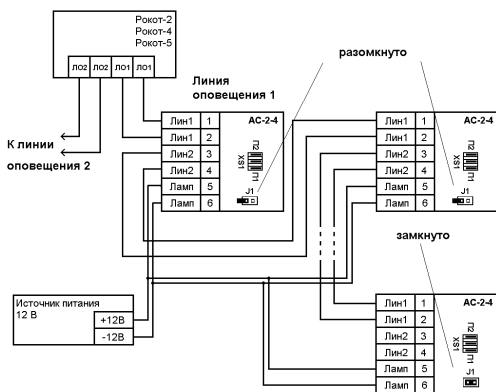 Рокот-2
Рокот-4
Рокот-5
ЛО2 ЛО2 ЛО1 ЛО1
К линии
оповещения 2
Линия
оповещения 1
разомкнуто
Лин1 1 АС-2-4
Лин1 2
Лин2 3
Лин2 4
Ламп 5
Ламп 6
П2
XS1
П1
J1
Лин1 1 АС-2-4
Лин1 2
Лин2 3
Лин2 4
Ламп 5
Ламп 6
П2
XS1
П1
J1
замкнуто
Источник питания
12 В
+12В
-12В
Лин1 1 АС-2-4
Лин1 2
Лин2 3
Лин2 4
Ламп 5
Ламп 6
П2
XS1
П1
J1